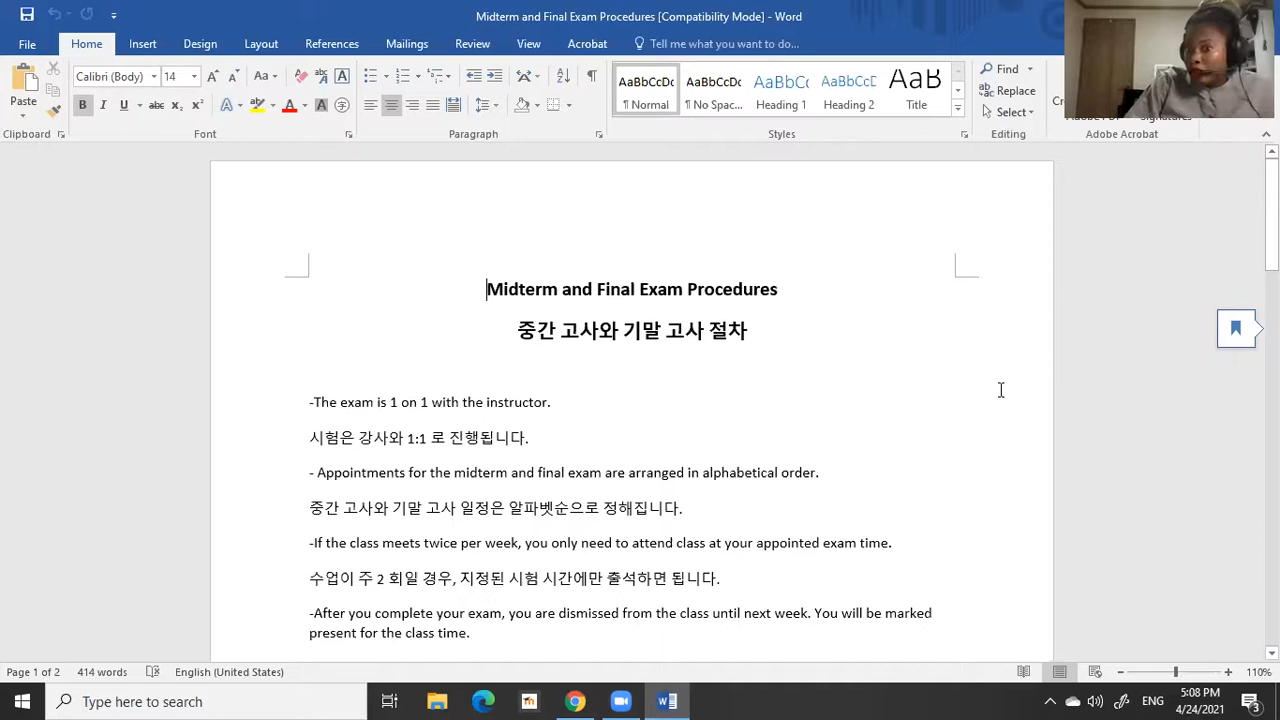 Midterm and Final Exam Procedures [Compatibility Mode] - Word
File Home Insert Design Layout References Mailings Review View Acrobat Tell me what you want to do...
Paste
Calibri (Body) 14
AaBbCcDc AaBbCcDc AaBbCc AaBbCcD AaB
¶ Normal ¶ No Spac... Heading 1 Heading 2 Title
Find
Replace
Select
Clipboard Font Paragraph Styles Editing Adobe Acrobat
Midterm and Final Exam Procedures
중간 고사와 기말 고사 절차
-The exam is 1 on 1 with the instructor.
시험은 강사와 1:1 로 진행됩니다.
- Appointments for the midterm and final exam are arranged in alphabetical order.
중간 고사와 기말 고사 일정은 알파벳순으로 정해집니다.
-If the class meets twice per week, you only need to attend class at your appointed exam time.
수업이 주 2 회일 경우, 지정된 시험 시간에만 출석하면 됩니다.
-After you complete your exam, you are dismissed from the class until next week. You will be marked
present for the class time.
Page 1 of 2 414 words English (United States) 110%
Type here to search
ENG
5:08 PM
4/24/2021
3